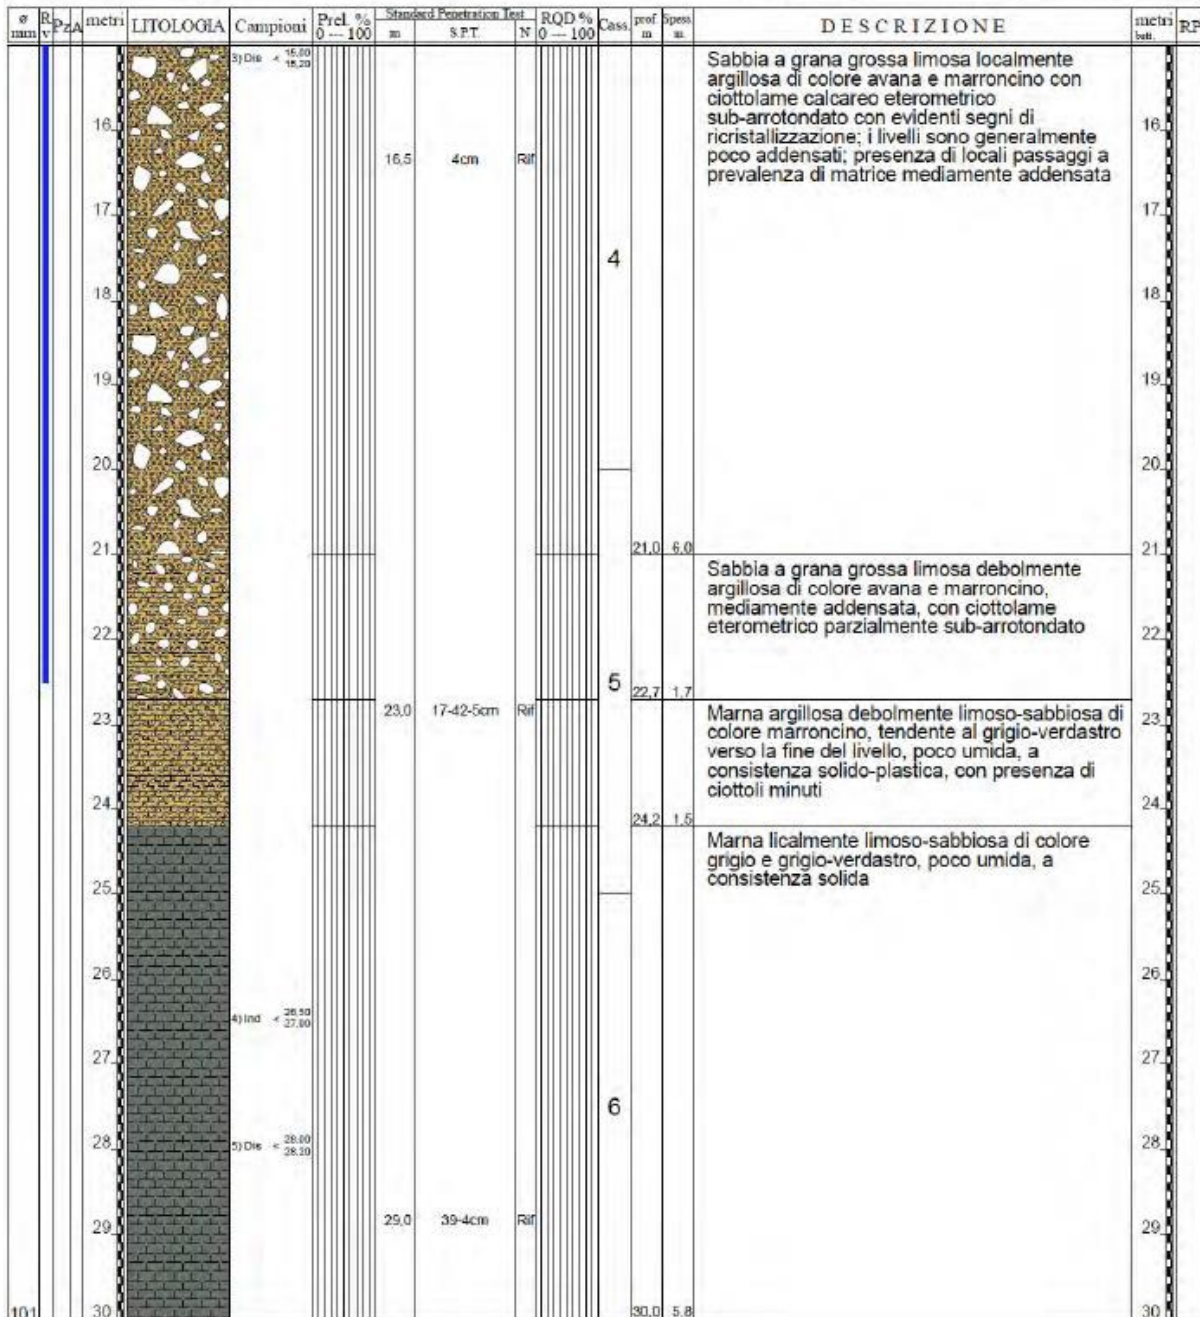 ø mm R v PzA metri LITOLOGIA Campioni Prel. % 0 --- 100 Standard Penetration Test m S.P.T. N RQD % 0 --- 100 Cass. prof. m Spess. m. DESCRIZIONE metri batt. RP
3) Dis < 15,00 15,20
Sabbia a grana grossa limosa localmente
argillosa di colore avana e marroncino con
ciottolame calcareo eterometrico
sub-arrotondato con evidenti segni di
ricristallizzazione; i livelli sono generalmente
poco addensati; presenza di locali passaggi a
prevalenza di matrice mediamente addensata
16 16
16,5 4cm Rif
17 17
4
18 18
19 19
20 20
21 21,0 6,0 21
Sabbia a grana grossa limosa debolmente
argillosa di colore avana e marroncino,
mediamente addensata, con ciottolame
eterometrico parzialmente sub-arrotondato
22 22
5
22,7 1,7
23,0 17-42-5cm Rif
23 23
Marna argillosa debolmente limoso-sabbiosa di
colore marroncino, tendente al grigio-verdastro
verso la fine del livello, poco umida, a
consistenza solido-plastica, con presenza di
ciottoli minuti
24 24
24,2 1,5
Marna licalmente limoso-sabbiosa di colore
grigio e grigio-verdastro, poco umida, a
consistenza solida
25 25
26 26
4) Ind < 26,50 27,00
27 27
6
28 28
5) Dis < 28,00 28,20
29,0 39-4cm Rif
29 29
101 30 30,0 5,8 30